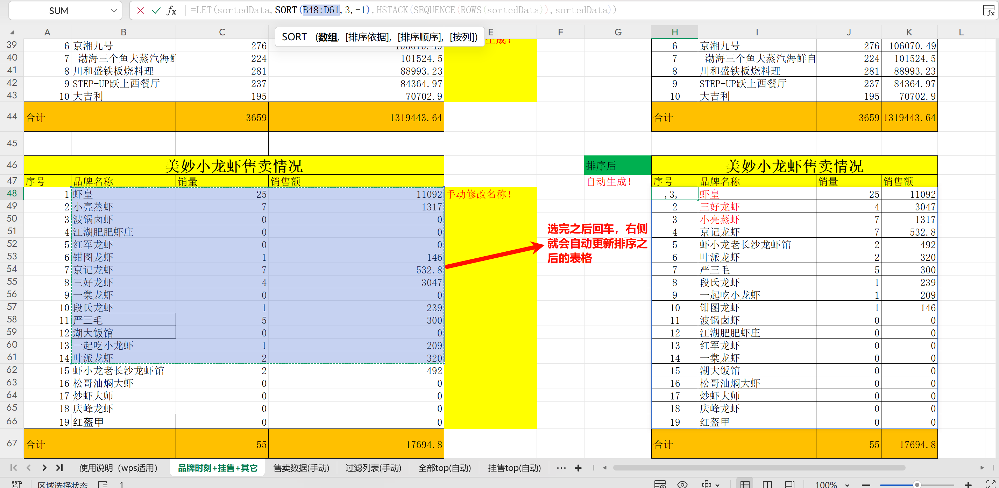 SUM
fx =LET(sortedData,SORT(B48:D61,3,-1),HSTACK(SEQUENCE(ROWS(sortedData)),sortedData))
SORT （数组, [排序依据], [排序顺序], [按列])
A B C E F G H I J K L
39 6 京湘九号 276 106070.49 生成! 6 京湘九号 276 106070.49
40 7 渤海三个鱼夫蒸汽海鲜 224 101524.5 7 渤海三个鱼夫蒸汽海鲜自 224 101524.5
41 8 川和盛铁板烧料理 281 88993.23 8 川和盛铁板烧料理 281 88993.23
42 9 STEP-UP跃上西餐厅 237 84364.97 9 STEP-UP跃上西餐厅 237 84364.97
43 10 大吉利 195 70702.9 10 大吉利 195 70702.9
44 合计 3659 1319443.64 合计 3659 1319443.64
45
46 美妙小龙虾售卖情况 排序后 美妙小龙虾售卖情况
47 序号 品牌名称 销量 销售额 自动生成! 序号 品牌名称 销量 销售额
48 1 虾皇 25 11092 手动修改名称! ,3,- 虾皇 25 11092
49 2 小亮蒸虾 7 1317 2 三好龙虾 4 3047
50 3 波锅卤虾 0 0 3 小亮蒸虾 7 1317
51 4 江湖肥肥虾庄 0 0 4 京记龙虾 7 532.8
52 5 红军龙虾 0 0 5 虾小龙老长沙龙虾馆 2 492
53 6 钳图龙虾 1 146 6 叶派龙虾 2 320
54 7 京记龙虾 7 532.8 7 严三毛 5 300
55 8 三好龙虾 4 3047 8 段氏龙虾 1 239
56 9 一棠龙虾 0 0 9 一起吃小龙虾 1 209
57 10 段氏龙虾 1 239 10 钳图龙虾 1 146
58 11 严三毛 5 300 11 波锅卤虾 0 0
59 12 湖大饭馆 0 0 12 江湖肥肥虾庄 0 0
60 13 一起吃小龙虾 1 209 13 红军龙虾 0 0
61 14 叶派龙虾 2 320 14 一棠龙虾 0 0
62 15 虾小龙老长沙龙虾馆 2 492 15 湖大饭馆 0 0
63 16 松哥油焖大虾 0 0 16 松哥油焖大虾 0 0
64 17 炒虾大师 0 0 17 炒虾大师 0 0
65 18 庆峰龙虾 0 0 18 庆峰龙虾 0 0
66 19 红盔甲 0 0 19 红盔甲 0 0
67 合计 55 17694.8 合计 55 17694.8
选完之后回车，右侧
就会自动更新排序之
后的表格
使用说明（wps适用） 品牌时刻+挂售+其它 售卖数据(手动) 过滤列表(手动) 全部top(自动) 挂售top(自动) ··· +
区域选择状态 1 100%